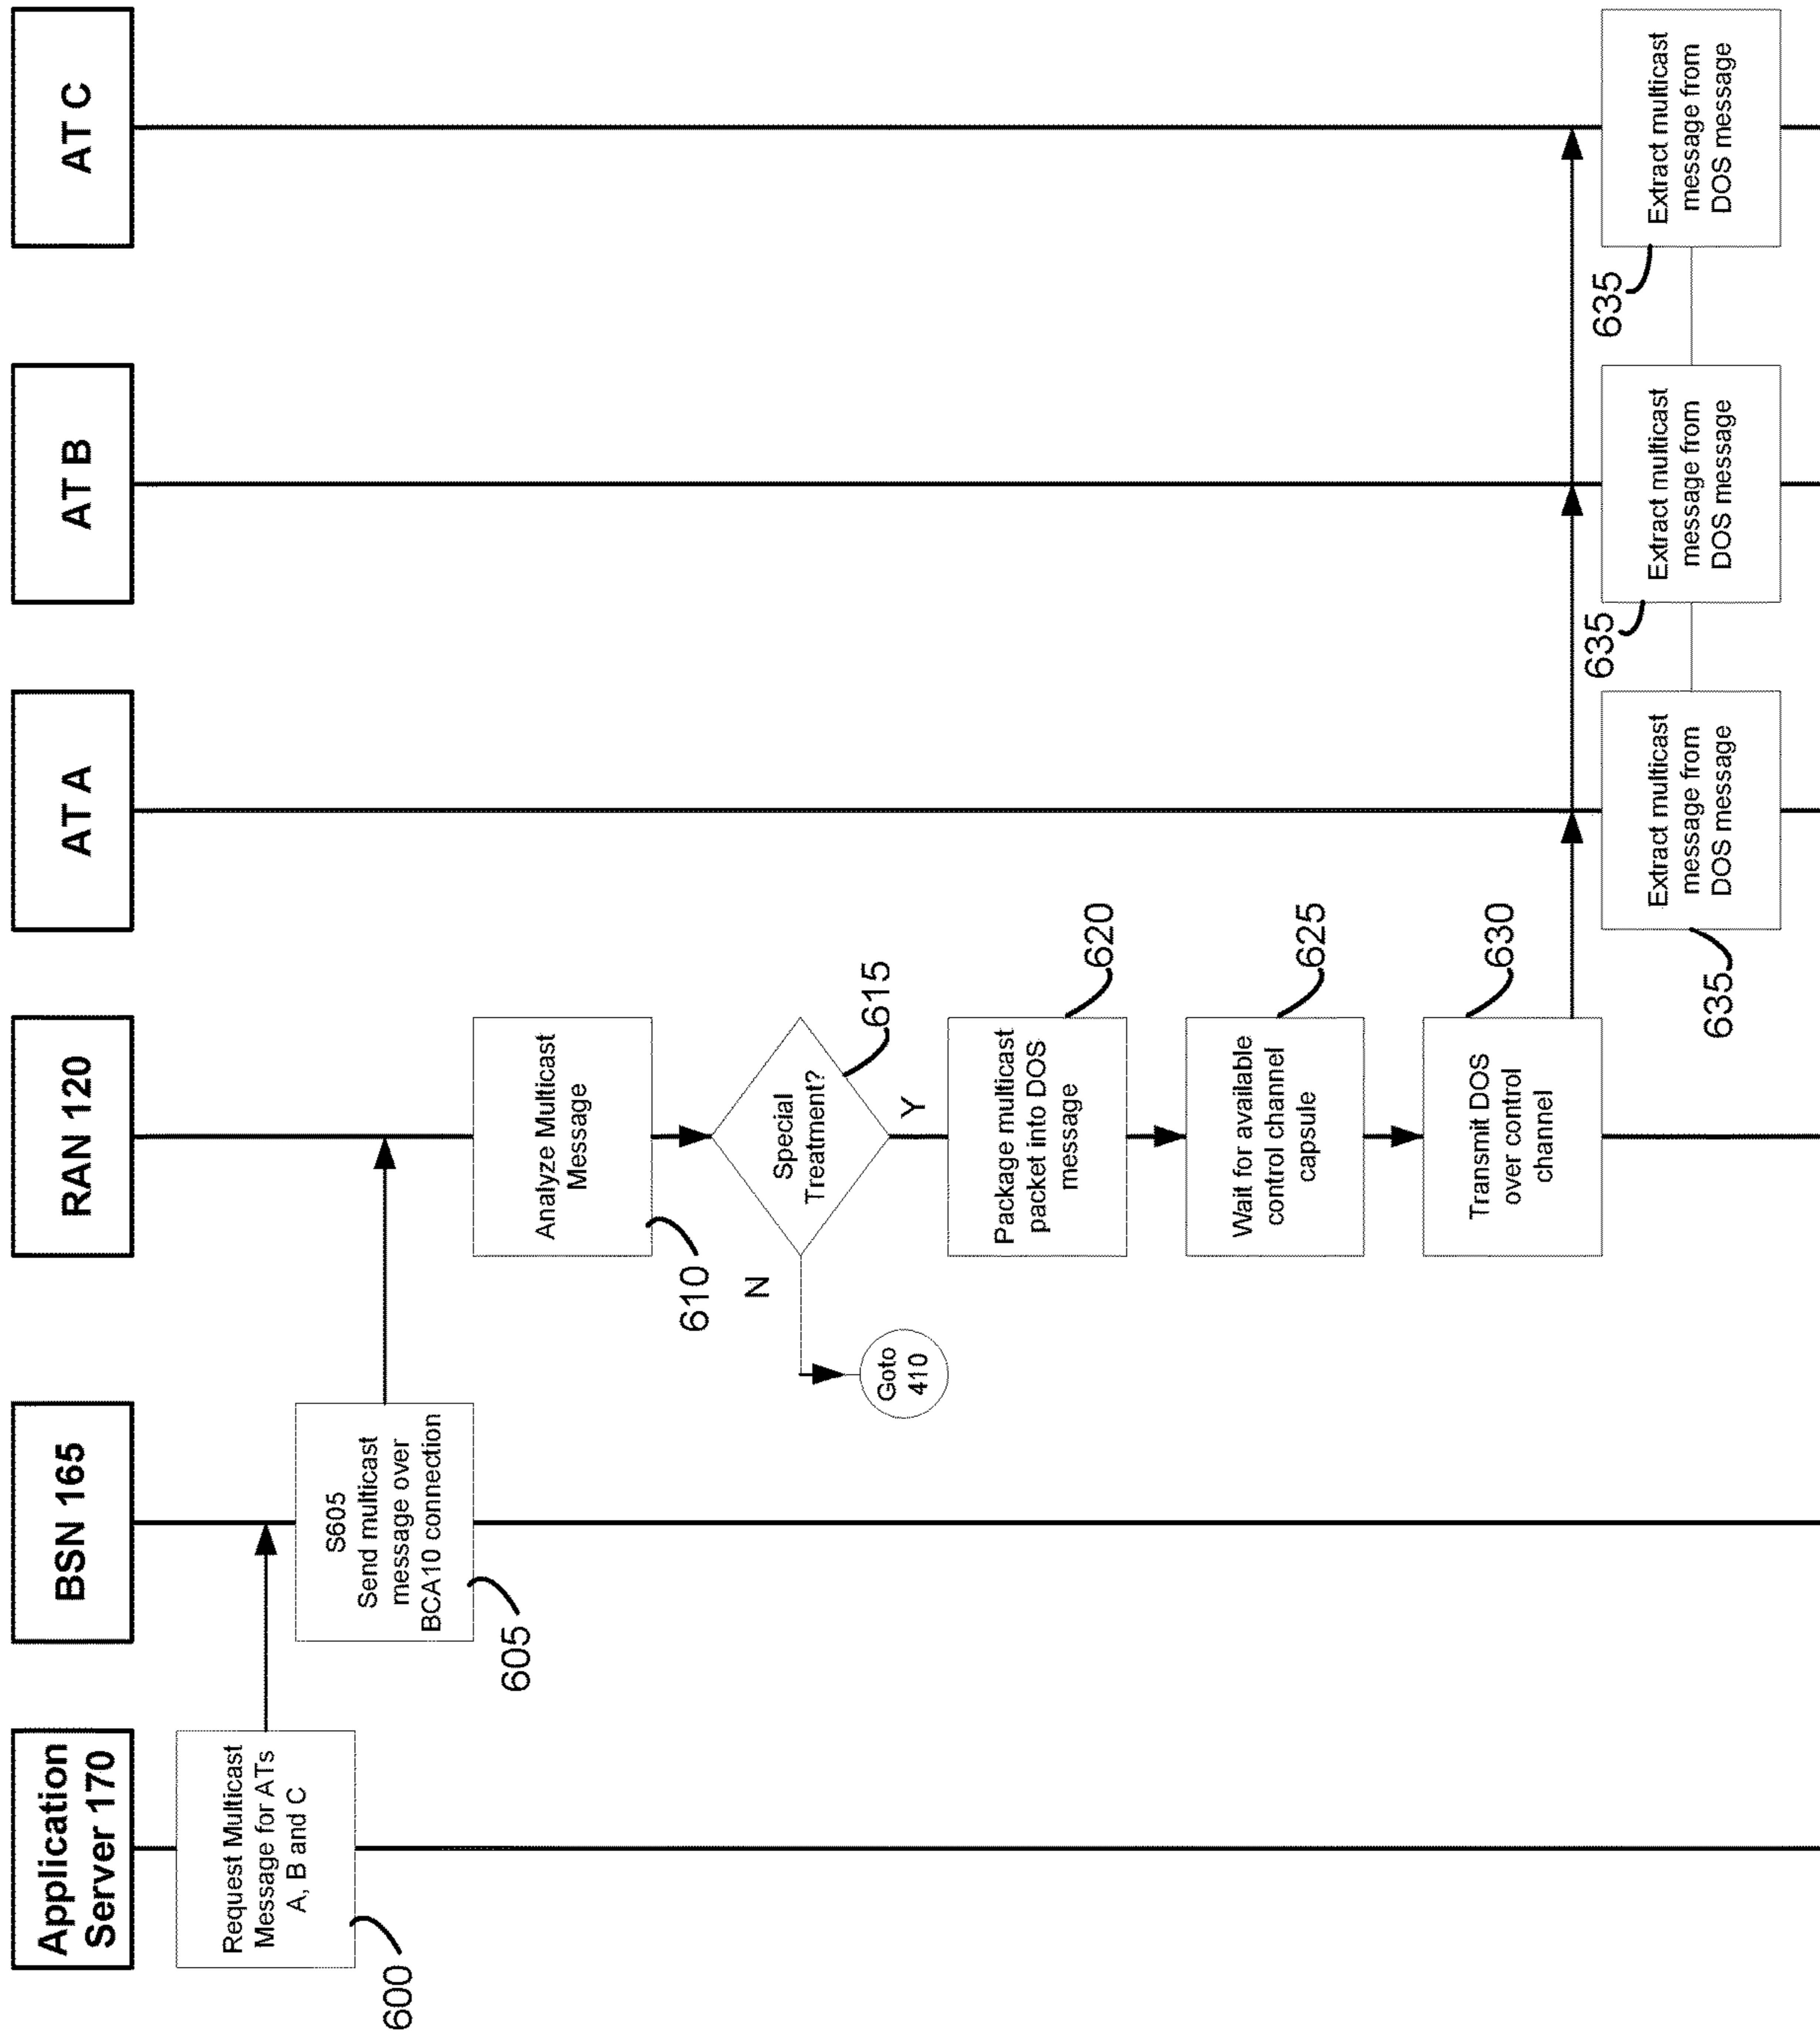 Application
Server 170
BSN 165
RAN 120
AT A
AT B
AT C
Request Multicast
Message for ATs
A, B and C
600
S605
Send multicast
message over
BCA10 connection
605
Analyze Multicast
Message
610
Special
Treatment?
615
N
Y
Goto
410
Package multicast
packet into DOS
message
620
Wait for available
control channel
capsule
625
Transmit DOS
over control
channel
630
Extract multicast
message from
DOS message
635
Extract multicast
message from
DOS message
635
Extract multicast
message from
DOS message
635